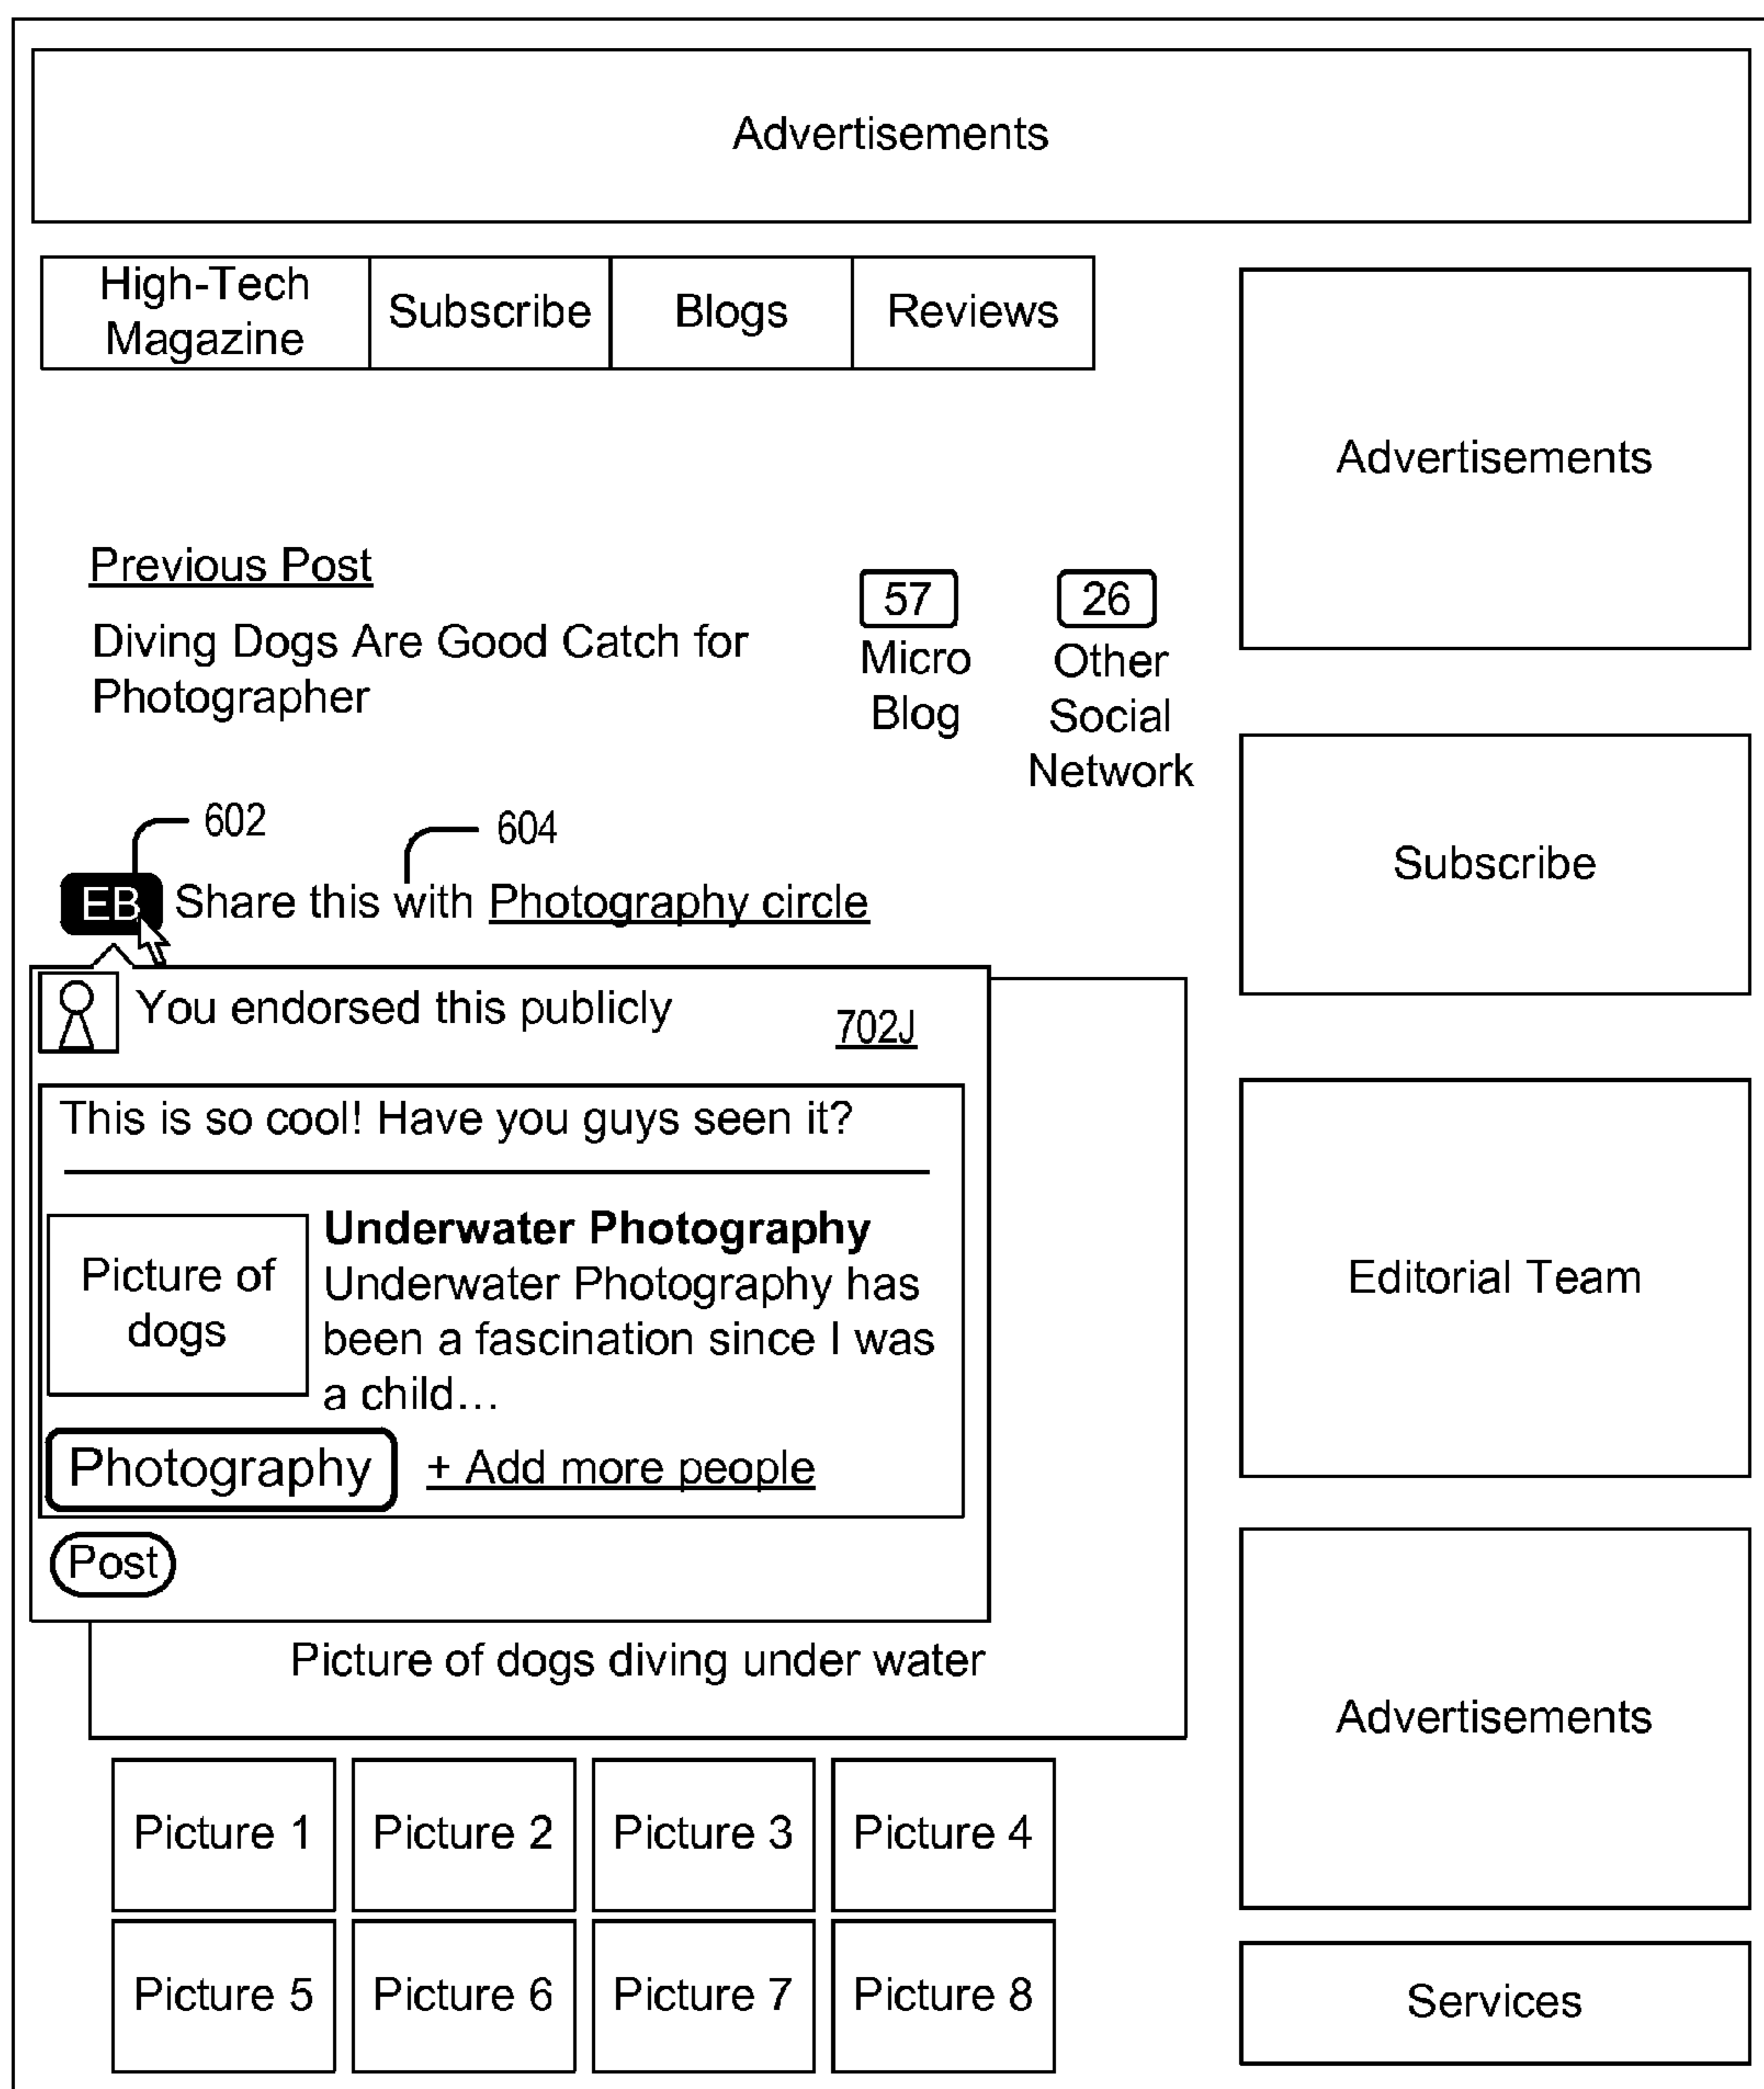 Advertisements
High-Tech
Magazine
Subscribe
Blogs
Reviews
Advertisements
Previous Post
Diving Dogs Are Good Catch for
Photographer
57
Micro
Blog
26
Other
Social
Network
Subscribe
602
604
EB
Share this with Photography circle
You endorsed this publicly
702J
This is so cool! Have you guys seen it?
Picture of
dogs
Underwater Photography
Underwater Photography has
been a fascination since I was
a child…
Photography
+ Add more people
Post
Editorial Team
Picture of dogs diving under water
Advertisements
Picture 1
Picture 2
Picture 3
Picture 4
Picture 5
Picture 6
Picture 7
Picture 8
Services